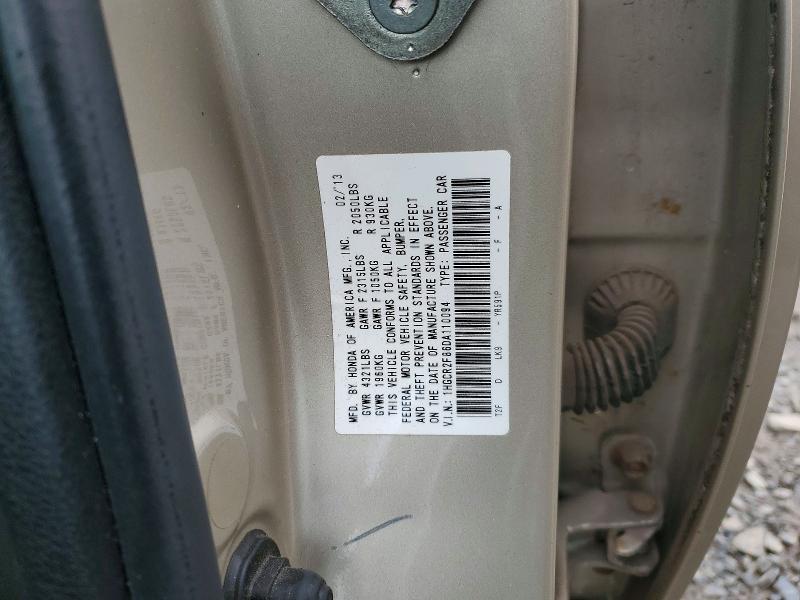 MFD. BY HONDA OF AMERICA MFG., INC. 02/13
GVWR 4321LBS GAWR F 2315LBS R 2050LBS
GVWR 1960KG GAWR F 1050KG R 930KG
THIS VEHICLE CONFORMS TO ALL APPLICABLE
FEDERAL MOTOR VEHICLE SAFETY, BUMPER,
AND THEFT PREVENTION STANDARDS IN EFFECT
ON THE DATE OF MANUFACTURE SHOWN ABOVE.
V.I.N.: 1HGCR2F86DA110094 TYPE: PASSENGER CAR
T2F D LK9 - YR591P - F - A